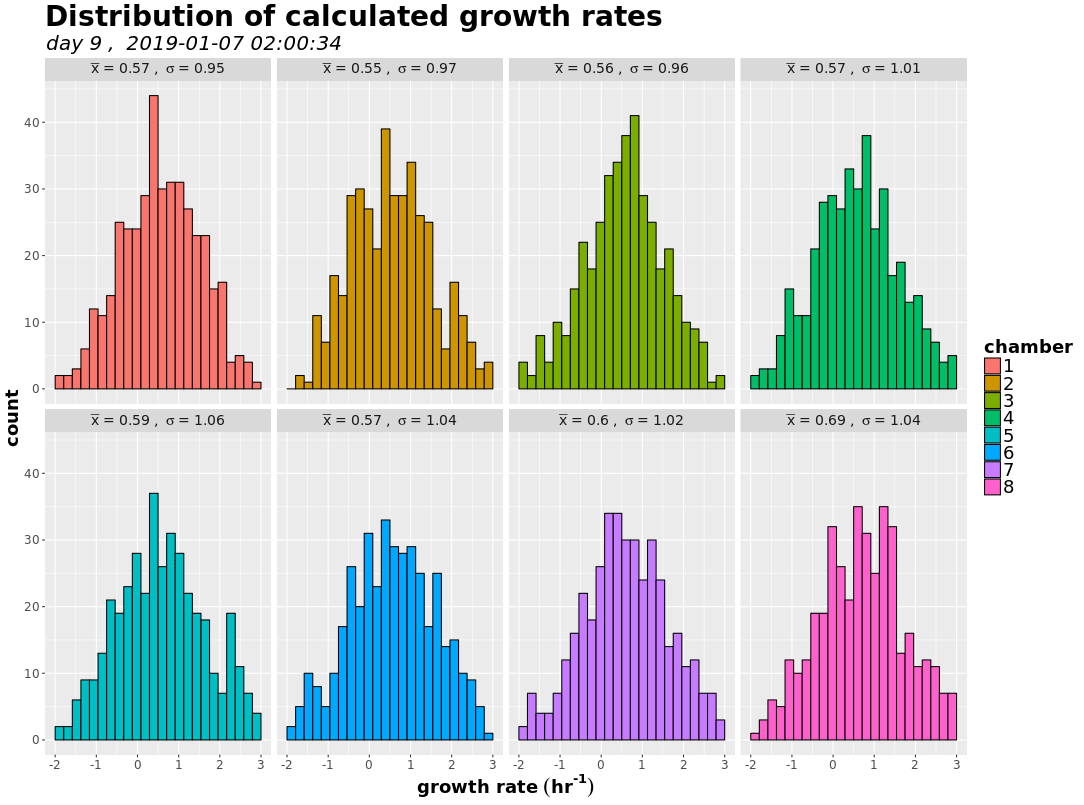 Distribution of calculated growth rates
day 9 ,  2019-01-07 02:00:34
x̅ = 0.57 ,  σ = 0.95
x̅ = 0.55 ,  σ = 0.97
x̅ = 0.56 ,  σ = 0.96
x̅ = 0.57 ,  σ = 1.01
40
30
20
10
0
x̅ = 0.59 ,  σ = 1.06
x̅ = 0.57 ,  σ = 1.04
x̅ = 0.6 ,  σ = 1.02
x̅ = 0.69 ,  σ = 1.04
40
30
20
10
0
-2 -1 0 1 2 3
-2 -1 0 1 2 3
-2 -1 0 1 2 3
-2 -1 0 1 2 3
count
growth rate (hr⁻¹)
chamber
1
2
3
4
5
6
7
8